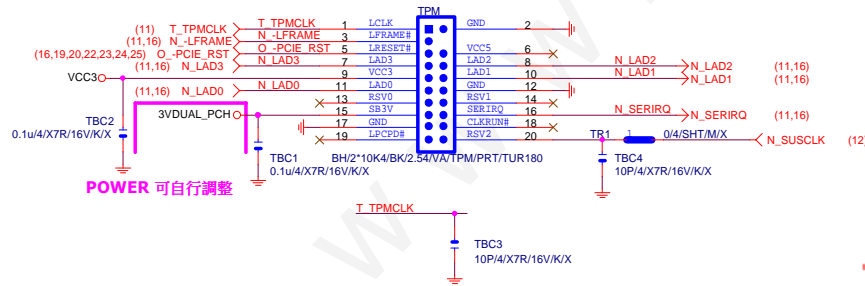 TPM
(11) T_TPMCLK T_TPMCLK 1 LCLK GND 2
(11,16) N_-LFRAME N_-LFRAME 3 LFRAME#
(16,19,20,22,23,24,25) O_-PCIE_RST O_-PCIE_RST 5 LRESET# VCC5 6
(11,16) N_LAD3 N_LAD3 7 LAD3 LAD2 8 N_LAD2 N_LAD2 (11,16)
VCC3 9 VCC3 LAD1 10 N_LAD1 N_LAD1 (11,16)
(11,16) N_LAD0 N_LAD0 11 LAD0 GND 12
13 RSV0 RSV1 14
3VDUAL_PCH 15 SB3V SERIRQ 16 N_SERIRQ N_SERIRQ (11,16)
17 GND CLKRUN# 18
19 LPCPD# RSV2 20 TR1 1 0/4/SHT/M/X N_SUSCLK (12)
TBC2
0.1u/4/X7R/16V/K/X
TBC1
0.1u/4/X7R/16V/K/X
BH/2*10K4/BK/2.54/VA/TPM/PRT/TUR180
TBC4
10P/4/X7R/16V/K/X
POWER 可自行調整
T_TPMCLK
TBC3
10P/4/X7R/16V/K/X